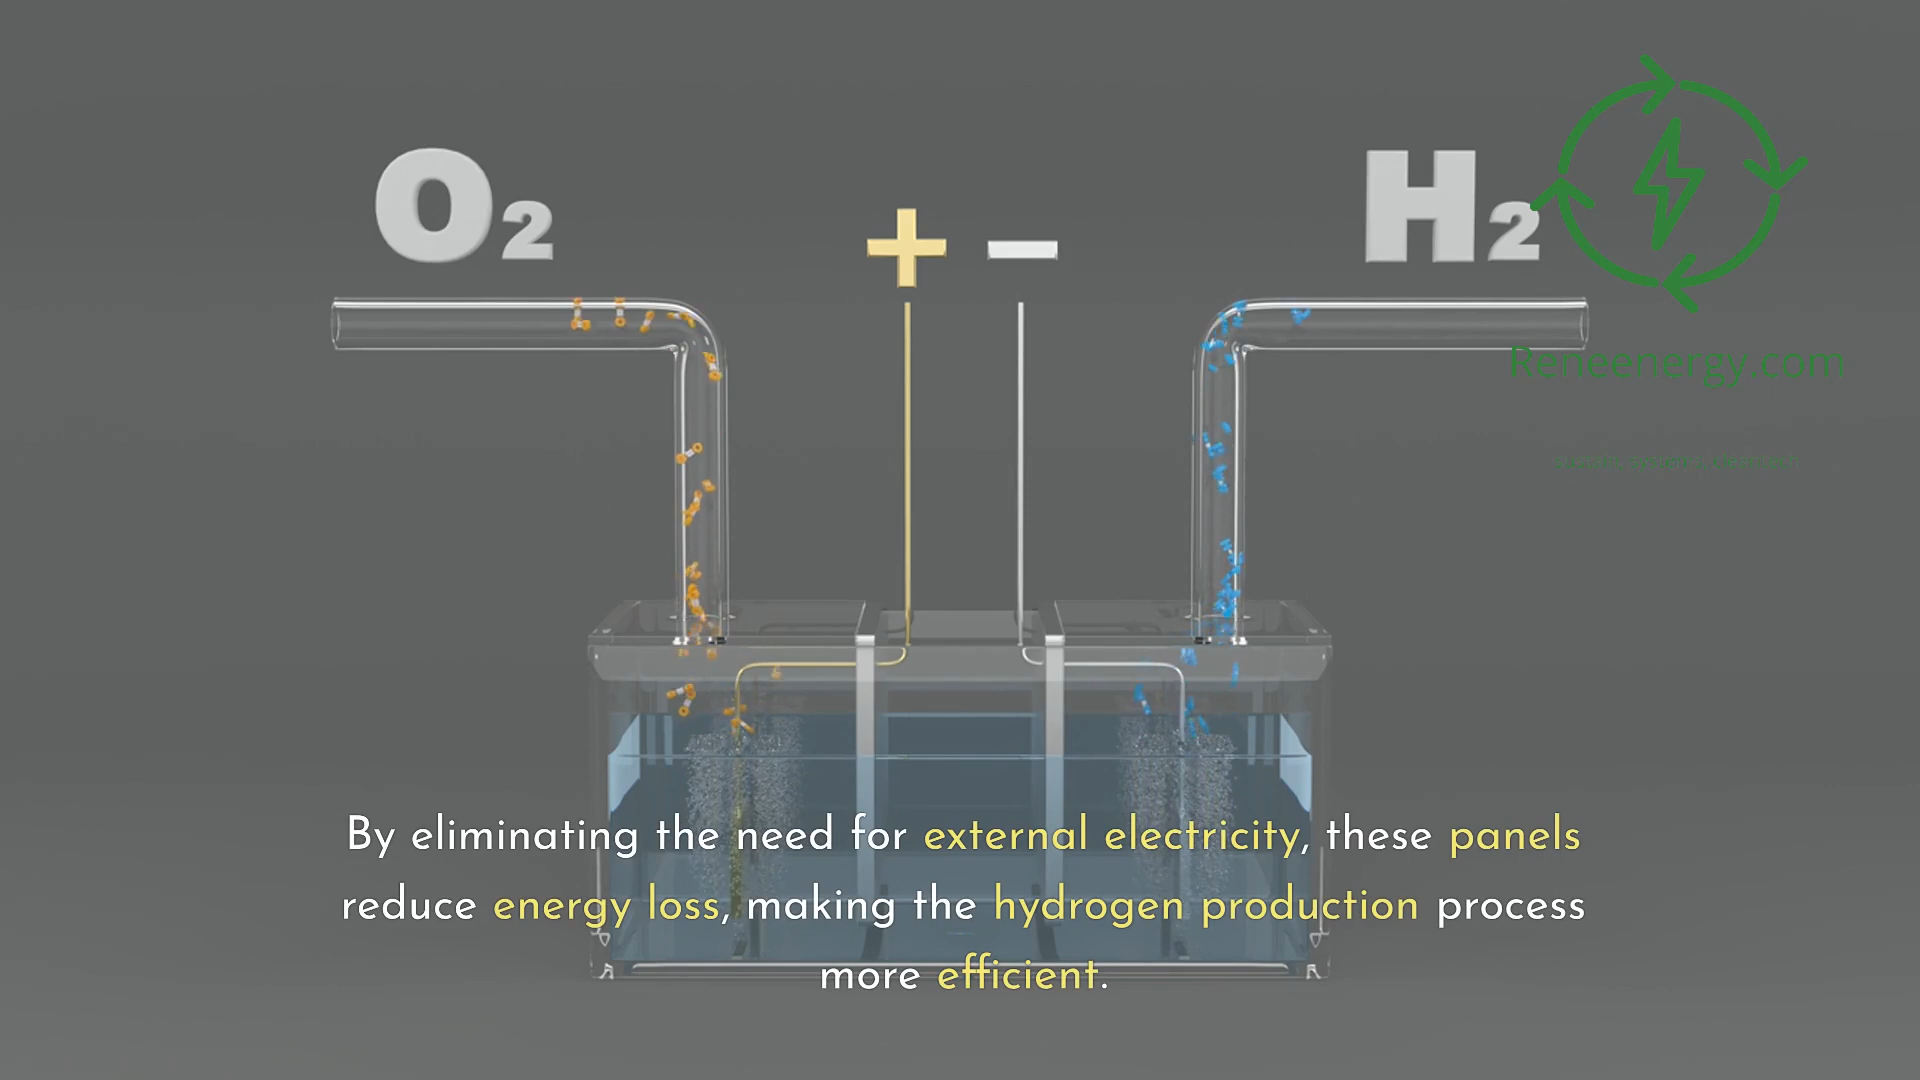 O2
H2
+ −
Reneenergy.com
By eliminating the need for external electricity, these panels
reduce energy loss, making the hydrogen production process
more efficient.